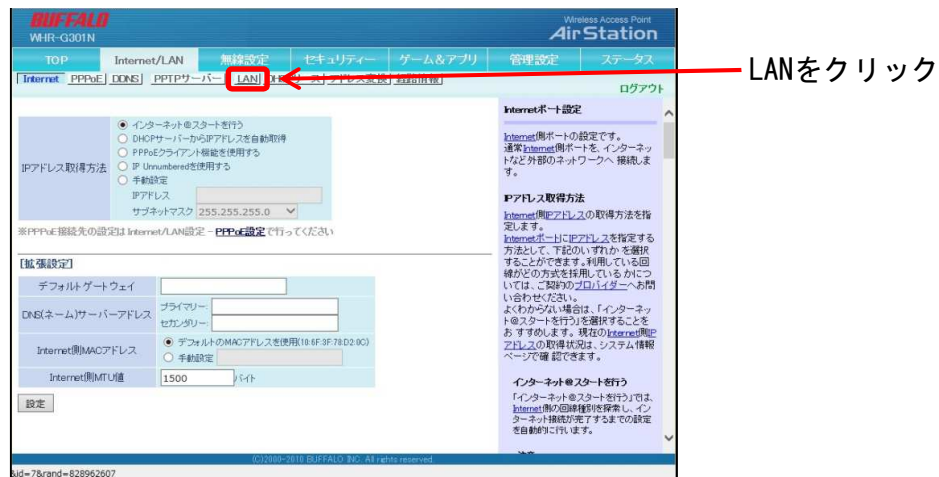 BUFFALO
WHR-G301N
Wireless Access Point
AirStation
TOP Internet/LAN 無線設定 セキュリティー ゲーム&アプリ 管理設定 ステータス
Internet PPPoE DDNS PPTPサーバー LAN アドレス変換 経路情報
LANをクリック
ログアウト
IPアドレス取得方法
インターネット@スタートを行う
DHCPサーバーからIPアドレスを自動取得
PPPoEクライアント機能を使用する
IP Unnumberedを使用する
手動設定
IPアドレス
サブネットマスク 255.255.255.0
※PPPoE接続先の設定は Internet/LAN設定 - PPPoE設定で行ってください
[拡張設定]
デフォルトゲートウェイ
DNS(ネーム)サーバーアドレス
プライマリー:
セカンダリー:
Internet側MACアドレス
デフォルトのMACアドレスを使用(10:6F:3F:78:D2:0C)
手動設定
Internet側MTU値 1500 バイト
設定
Internetポート設定
Internet側ポートの設定です。
通常Internet側ポートを、インターネッ
トなど外部のネットワークへ 接続しま
す。
IPアドレス取得方法
Internet側IPアドレスの取得方法を指
定します。
InternetポートにIPアドレスを指定する
方法として、下記のいずれか を選択
することができます。利用している回
線がどの方式を採用している かにつ
いては、ご契約のプロバイダーへお問
い合わせください。
よくわからない場合は、「インターネッ
ト@スタートを行う」を選択することを
お すすめします。現在のInternet側IP
アドレスの取得状況は、システム情報
ページで確 認できます。
インターネット@スタートを行う
「インターネット@スタートを行う」では、
Internet側の回線種別を探索し、イン
ターネット接続が完了するまでの設定
を自動的に行います。
(C)2000-2010 BUFFALO INC. All rights reserved.
&id=7&rand=828962607